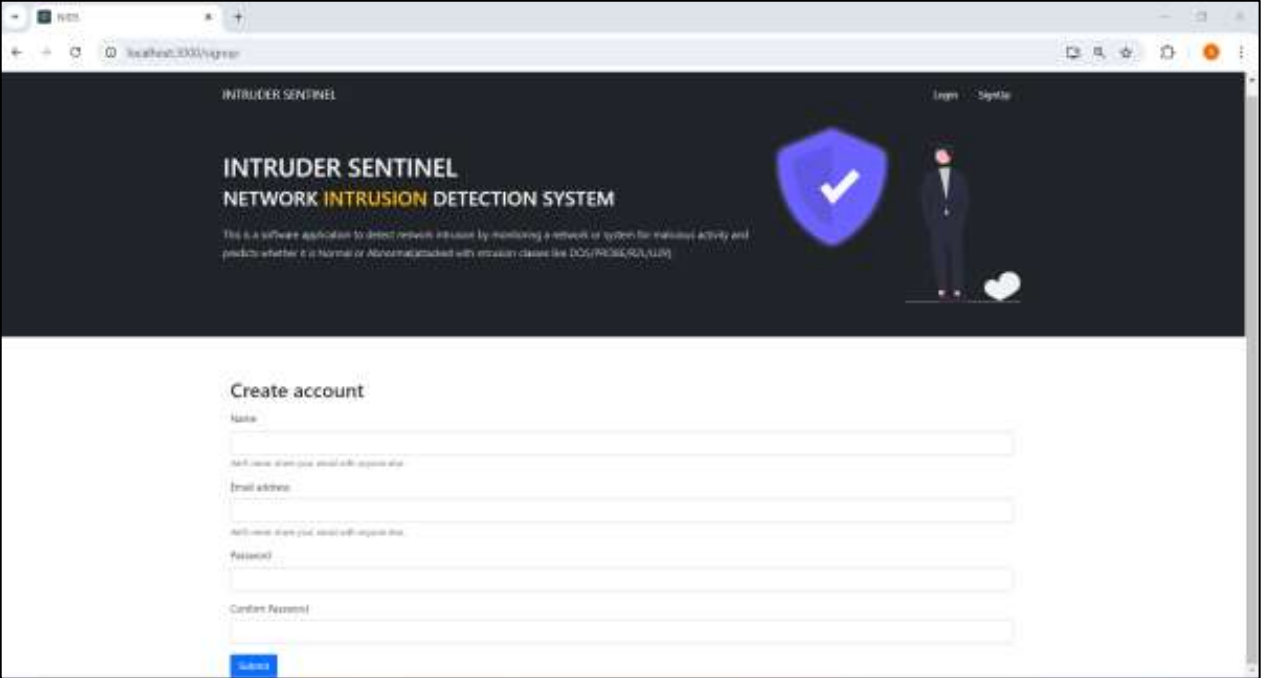 NIDS
localhost:3000/signup
INTRUDER SENTINEL
Login SignUp
INTRUDER SENTINEL
NETWORK INTRUSION DETECTION SYSTEM
This is a software application to detect network intrusion by monitoring a network or system for malicious activity and
predicts whether it is Normal or Abnormal(attacked with intrusion classes like DOS/PROBE/R2L/U2R).
Create account
Name
We'll never share your email with anyone else.
Email address
We'll never share your email with anyone else.
Password
Confirm Password
Submit